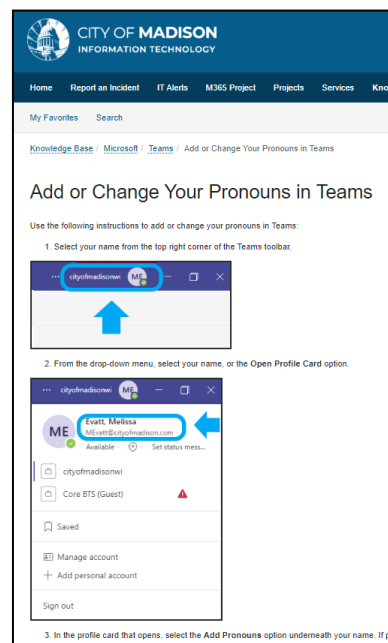 CITY OF MADISON
INFORMATION TECHNOLOGY
Home Report an Incident IT Alerts M365 Project Projects Services
My Favorites Search
Knowledge Base / Microsoft / Teams / Add or Change Your Pronouns in Teams
Add or Change Your Pronouns in Teams
Use the following instructions to add or change your pronouns in Teams:
1. Select your name from the top right corner of the Teams toolbar.
... cityofmadisonwi ME
2. From the drop-down menu, select your name, or the Open Profile Card option.
... cityofmadisonwi ME
ME
Evatt, Melissa
MEvatt@cityofmadison.com
Available Set status mess...
cityofmadisonwi
Core BTS (Guest)
Saved
Manage account
Add personal account
Sign out
3. In the profile card that opens, select the Add Pronouns option underneath your name. If